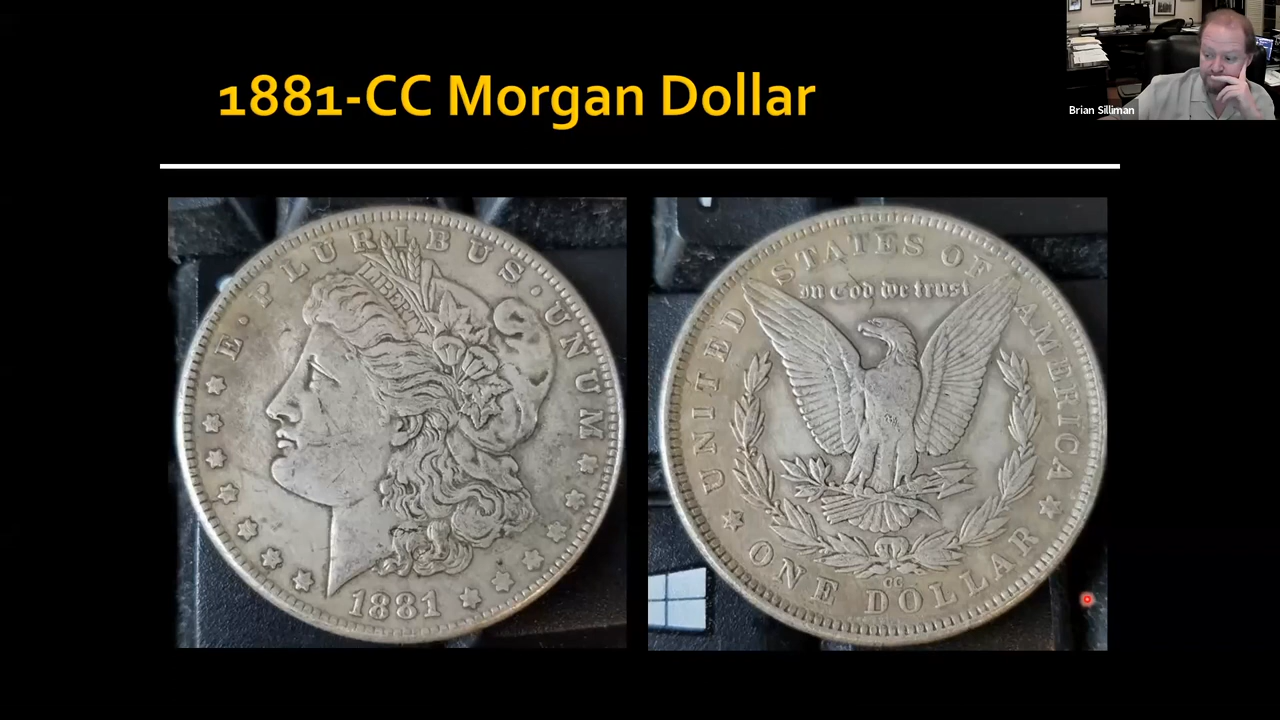 1881-CC Morgan Dollar
Brian Silliman
E · PLURIBUS · UNUM
LIBERTY
1881
UNITED STATES OF AMERICA
In God we trust
CC
ONE DOLLAR